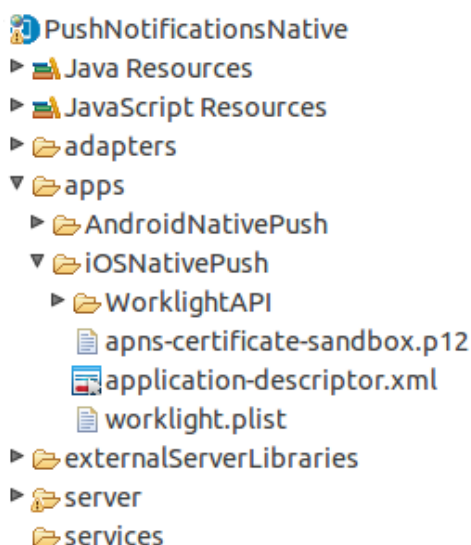 PushNotificationsNative
Java Resources
JavaScript Resources
adapters
apps
AndroidNativePush
iOSNativePush
WorklightAPI
apns-certificate-sandbox.p12
application-descriptor.xml
worklight.plist
externalServerLibraries
server
services